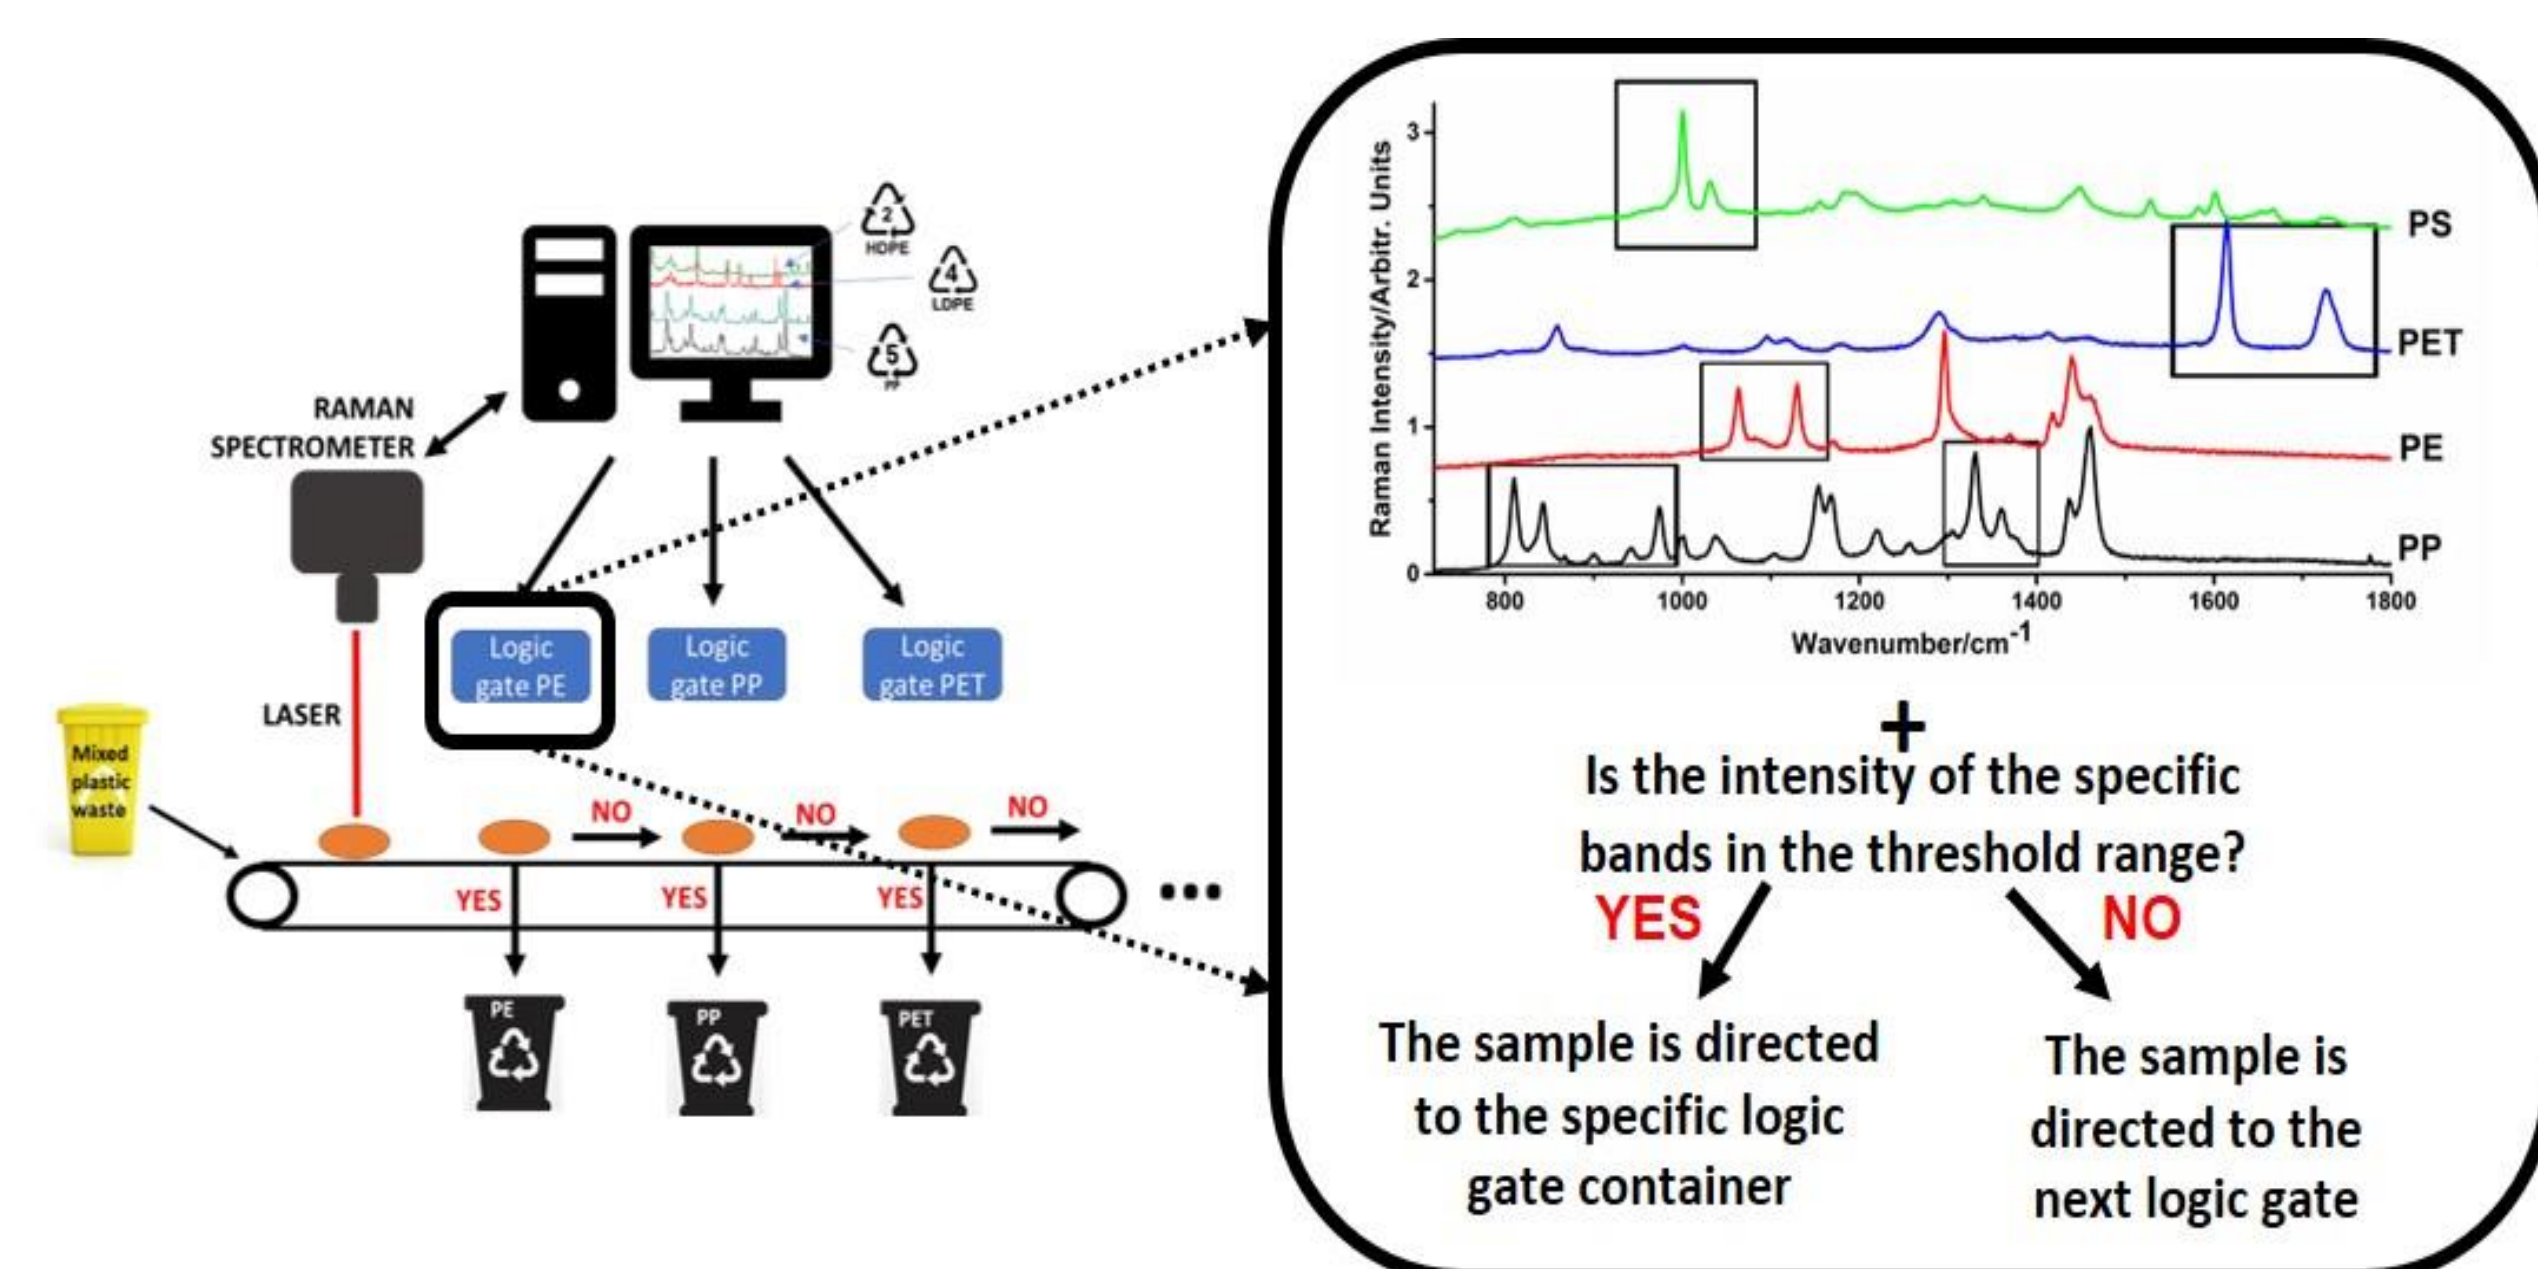 2
HDPE
4
LDPE
5
PP
RAMAN
SPECTROMETER
LASER
Logic
gate PE
Logic
gate PP
Logic
gate PET
Mixed
plastic
waste
NO
NO
NO
YES
YES
YES
PE
PP
PET
...
Raman Intensity/Arbitr. Units
3
2
1
0
PS
PET
PE
PP
800 1000 1200 1400 1600 1800
Wavenumber/cm⁻¹
+
Is the intensity of the specific
bands in the threshold range?
YES
NO
The sample is directed
to the specific logic
gate container
The sample is
directed to the
next logic gate